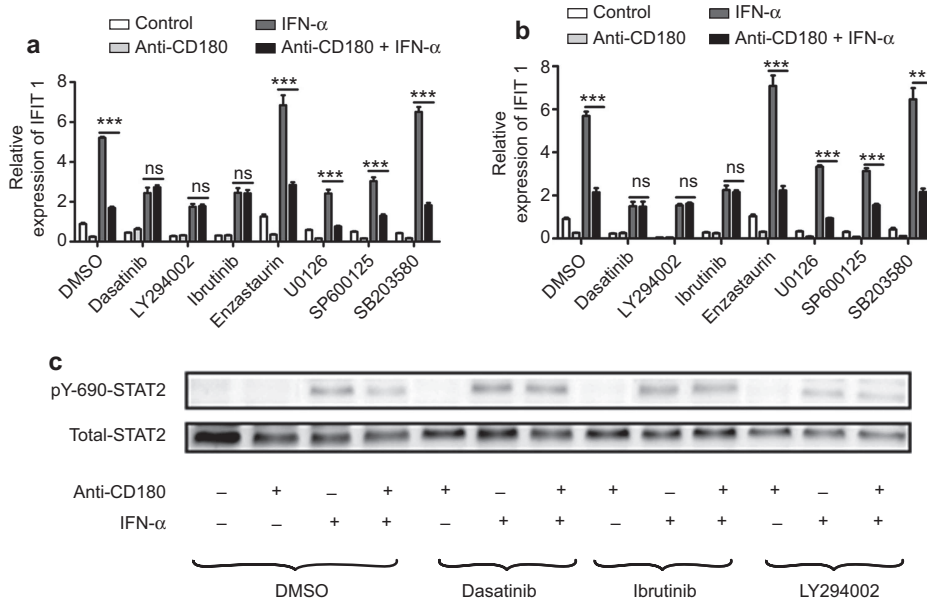 a
Control
IFN-α
Anti-CD180
Anti-CD180 + IFN-α
Relative
expression of IFIT 1
8
6
4
2
0
***
ns
ns
ns
***
***
***
***
DMSO
Dasatinib
LY294002
Ibrutinib
Enzastaurin
U0126
SP600125
SB203580
b
Control
IFN-α
Anti-CD180
Anti-CD180 + IFN-α
Relative
expression of IFIT 1
8
6
4
2
0
***
ns
ns
ns
***
***
***
**
DMSO
Dasatinib
LY294002
Ibrutinib
Enzastaurin
U0126
SP600125
SB203580
c
pY-690-STAT2
Total-STAT2
Anti-CD180 – + – + + – + + – + + – +
IFN-α – – + + – + + – + + – + +
DMSO Dasatinib Ibrutinib LY294002